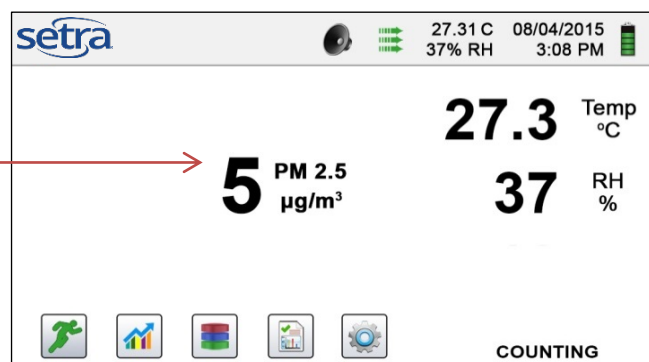 setra
27.31 C 08/04/2015
37% RH 3:08 PM
27.3 Temp °C
5 PM 2.5 µg/m³
37 RH %
COUNTING